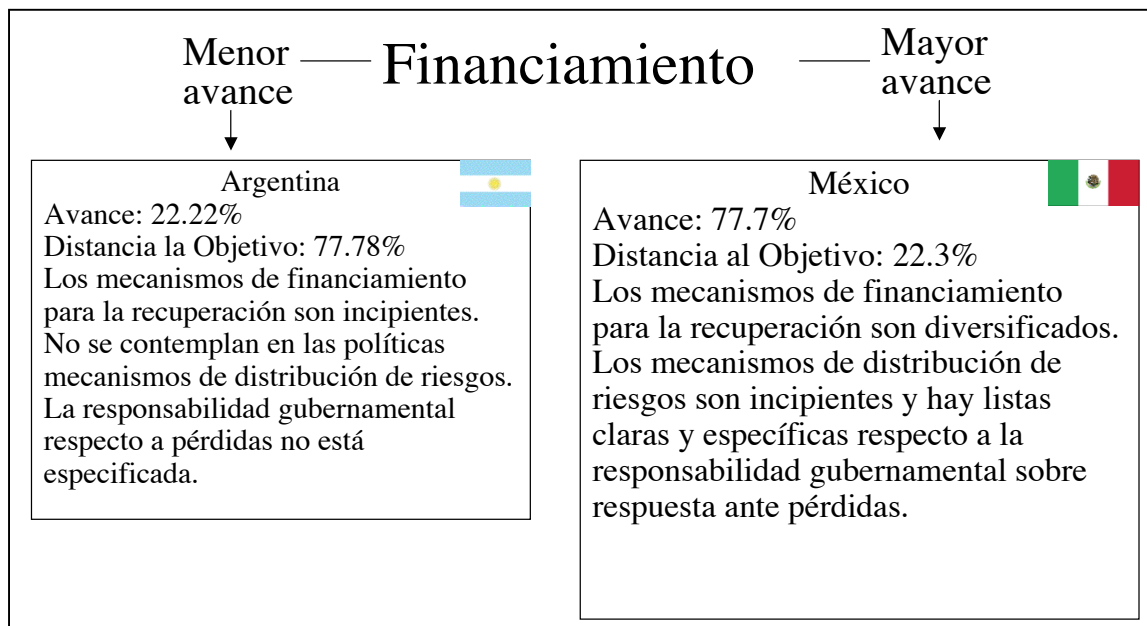 Menor
avance
Financiamiento
Mayor
avance
Argentina
Avance: 22.22%
Distancia la Objetivo: 77.78%
Los mecanismos de financiamiento
para la recuperación son incipientes.
No se contemplan en las políticas
mecanismos de distribución de riesgos.
La responsabilidad gubernamental
respecto a pérdidas no está
especificada.
México
Avance: 77.7%
Distancia al Objetivo: 22.3%
Los mecanismos de financiamiento
para la recuperación son diversificados.
Los mecanismos de distribución de
riesgos son incipientes y hay listas
claras y específicas respecto a la
responsabilidad gubernamental sobre
respuesta ante pérdidas.